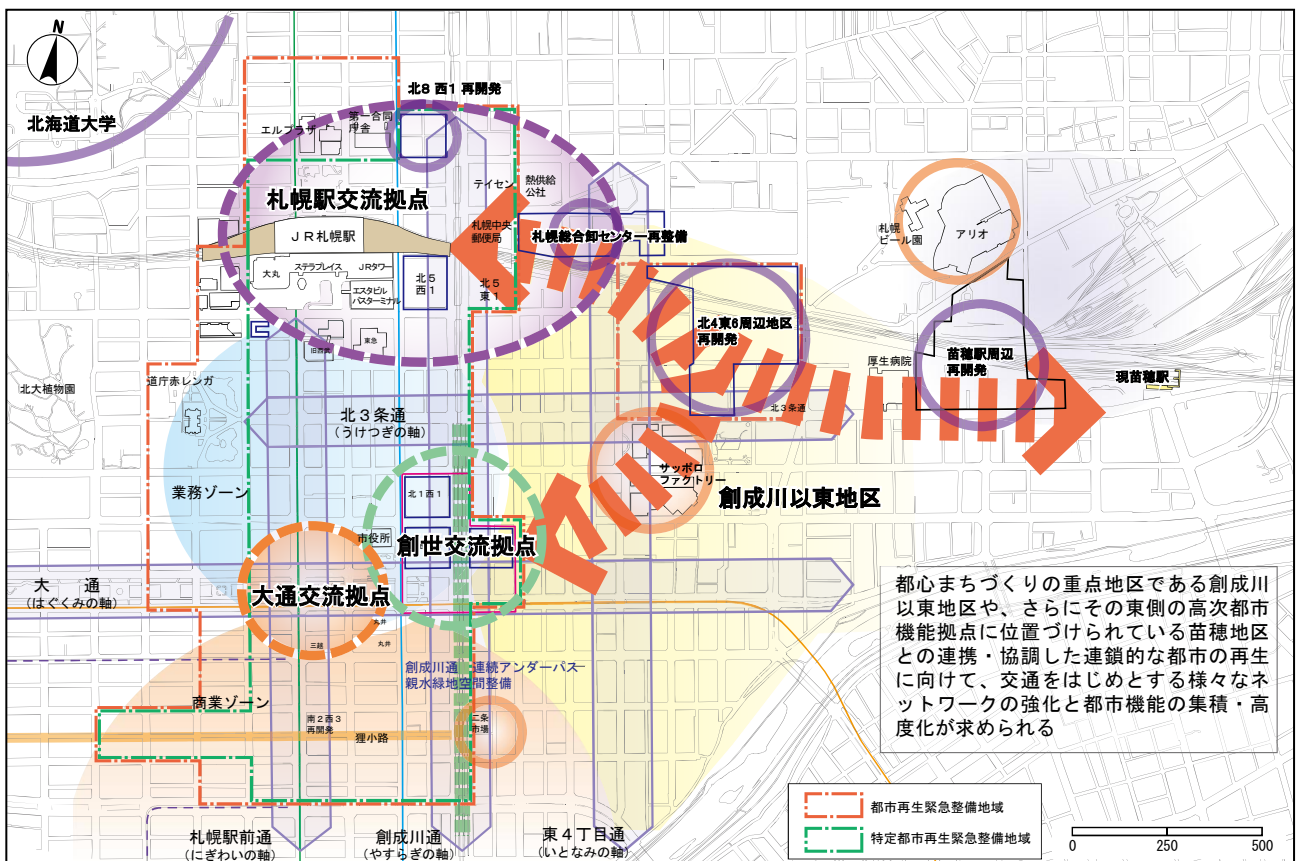 N
北海道大学
北8 西1 再開発
エルプラザ
第一合同
庁舎
札幌駅交流拠点
テイセン
熱供給
公社
札幌中央
郵便局
札幌総合卸センター再整備
JR札幌駅
大丸
ステラプレイス
JRタワー
エスタビル
バスターミナル
北5
西1
北5
東1
東急
札幌
ビール園
アリオ
北4東6周辺地区
再開発
苗穂駅周辺
再開発
厚生病院
現苗穂駅
北大植物園
道庁赤レンガ
北3条通
(うけつぎの軸)
北3条通
業務ゾーン
北1西1
サッポロ
ファクトリー
創成川以東地区
市役所
創世交流拠点
大通交流拠点
大 通
(はぐくみの軸)
丸井
三越
丸井
創成川通 連続アンダーパス
親水緑地空間整備
商業ゾーン
南2西3
再開発
狸小路
二条
市場
都心まちづくりの重点地区である創成川
以東地区や、さらにその東側の高次都市
機能拠点に位置づけられている苗穂地区
との連携・協調した連鎖的な都市の再生
に向けて、交通をはじめとする様々なネ
ットワークの強化と都市機能の集積・高
度化が求められる
都市再生緊急整備地域
特定都市再生緊急整備地域
札幌駅前通
(にぎわいの軸)
創成川通
(やすらぎの軸)
東4丁目通
(いとなみの軸)
0 250 500